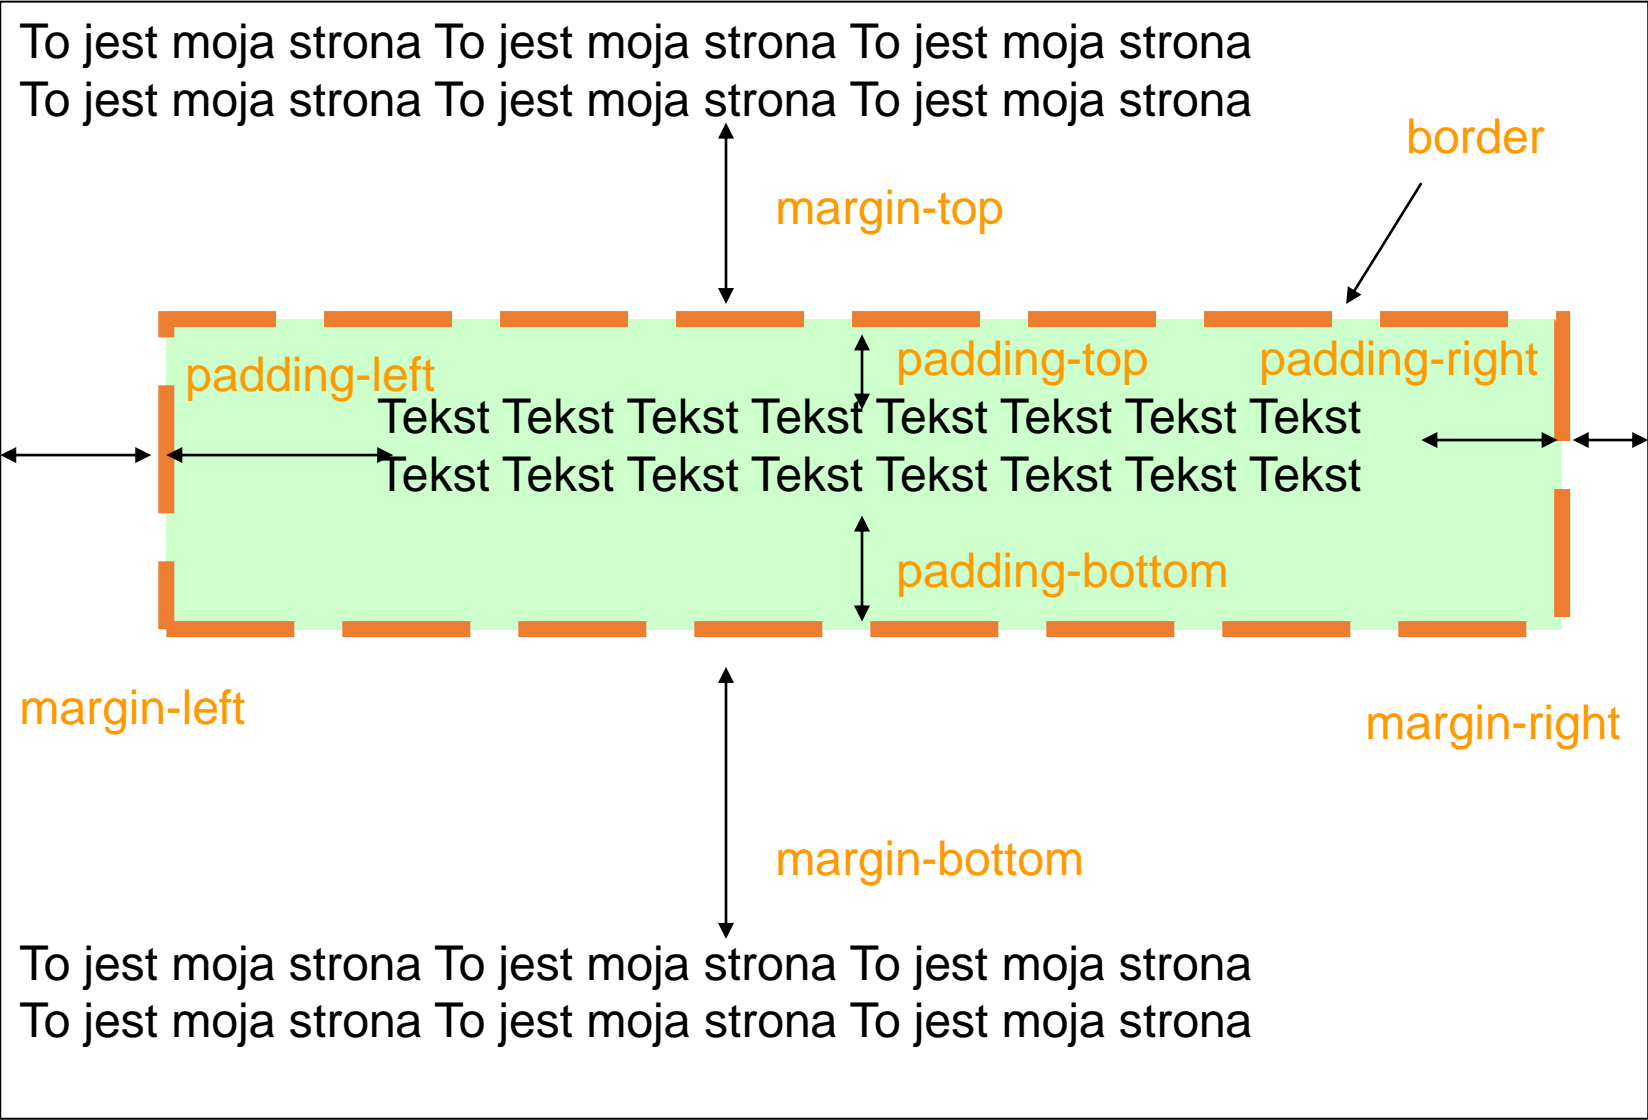 To jest moja strona To jest moja strona To jest moja strona
To jest moja strona To jest moja strona To jest moja strona
border
margin-top
padding-left
padding-top
padding-right
Tekst Tekst Tekst Tekst Tekst Tekst Tekst Tekst
Tekst Tekst Tekst Tekst Tekst Tekst Tekst Tekst
padding-bottom
margin-left
margin-right
margin-bottom
To jest moja strona To jest moja strona To jest moja strona
To jest moja strona To jest moja strona To jest moja strona